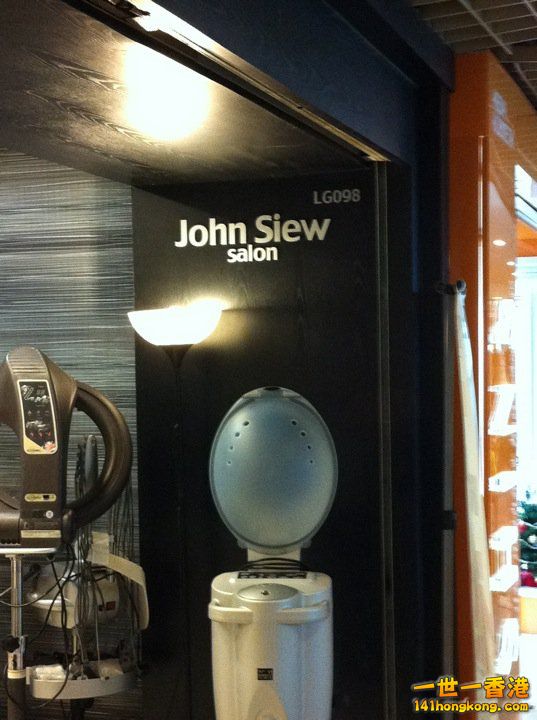 LG098
John Siew
salon
一世一香港
141hongkong.com